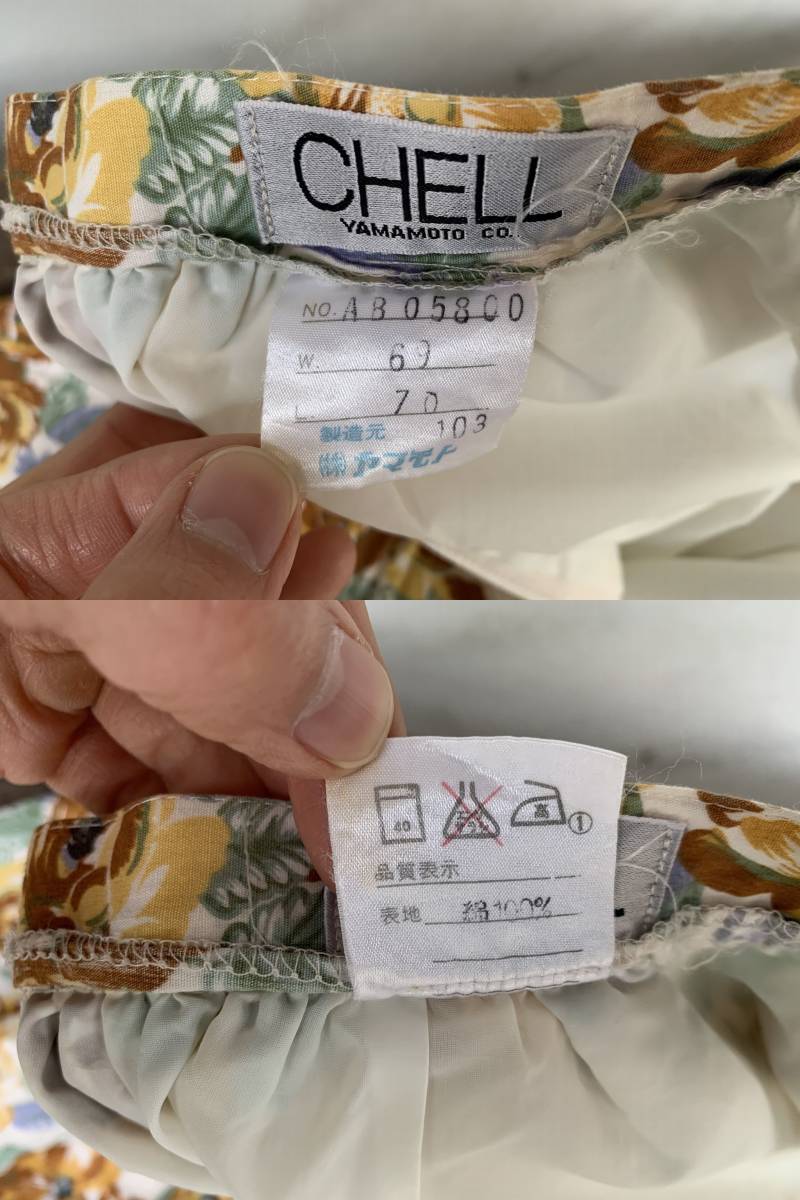 CHELL
YAMAMOTO CO.
NO. AB05800
W. 69
L. 70
製造元 103
㈱ヤマモト
40
高
①
品質表示
表地 綿100%